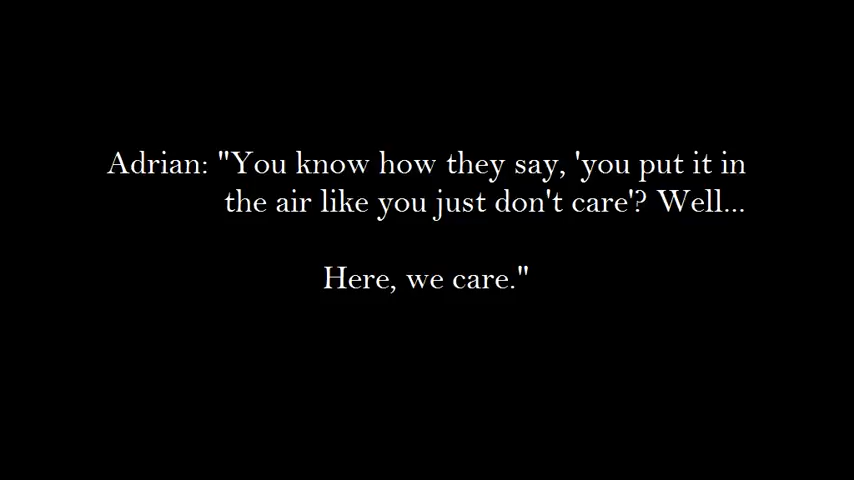 Adrian: "You know how they say, 'you put it in
the air like you just don't care'? Well...
Here, we care."